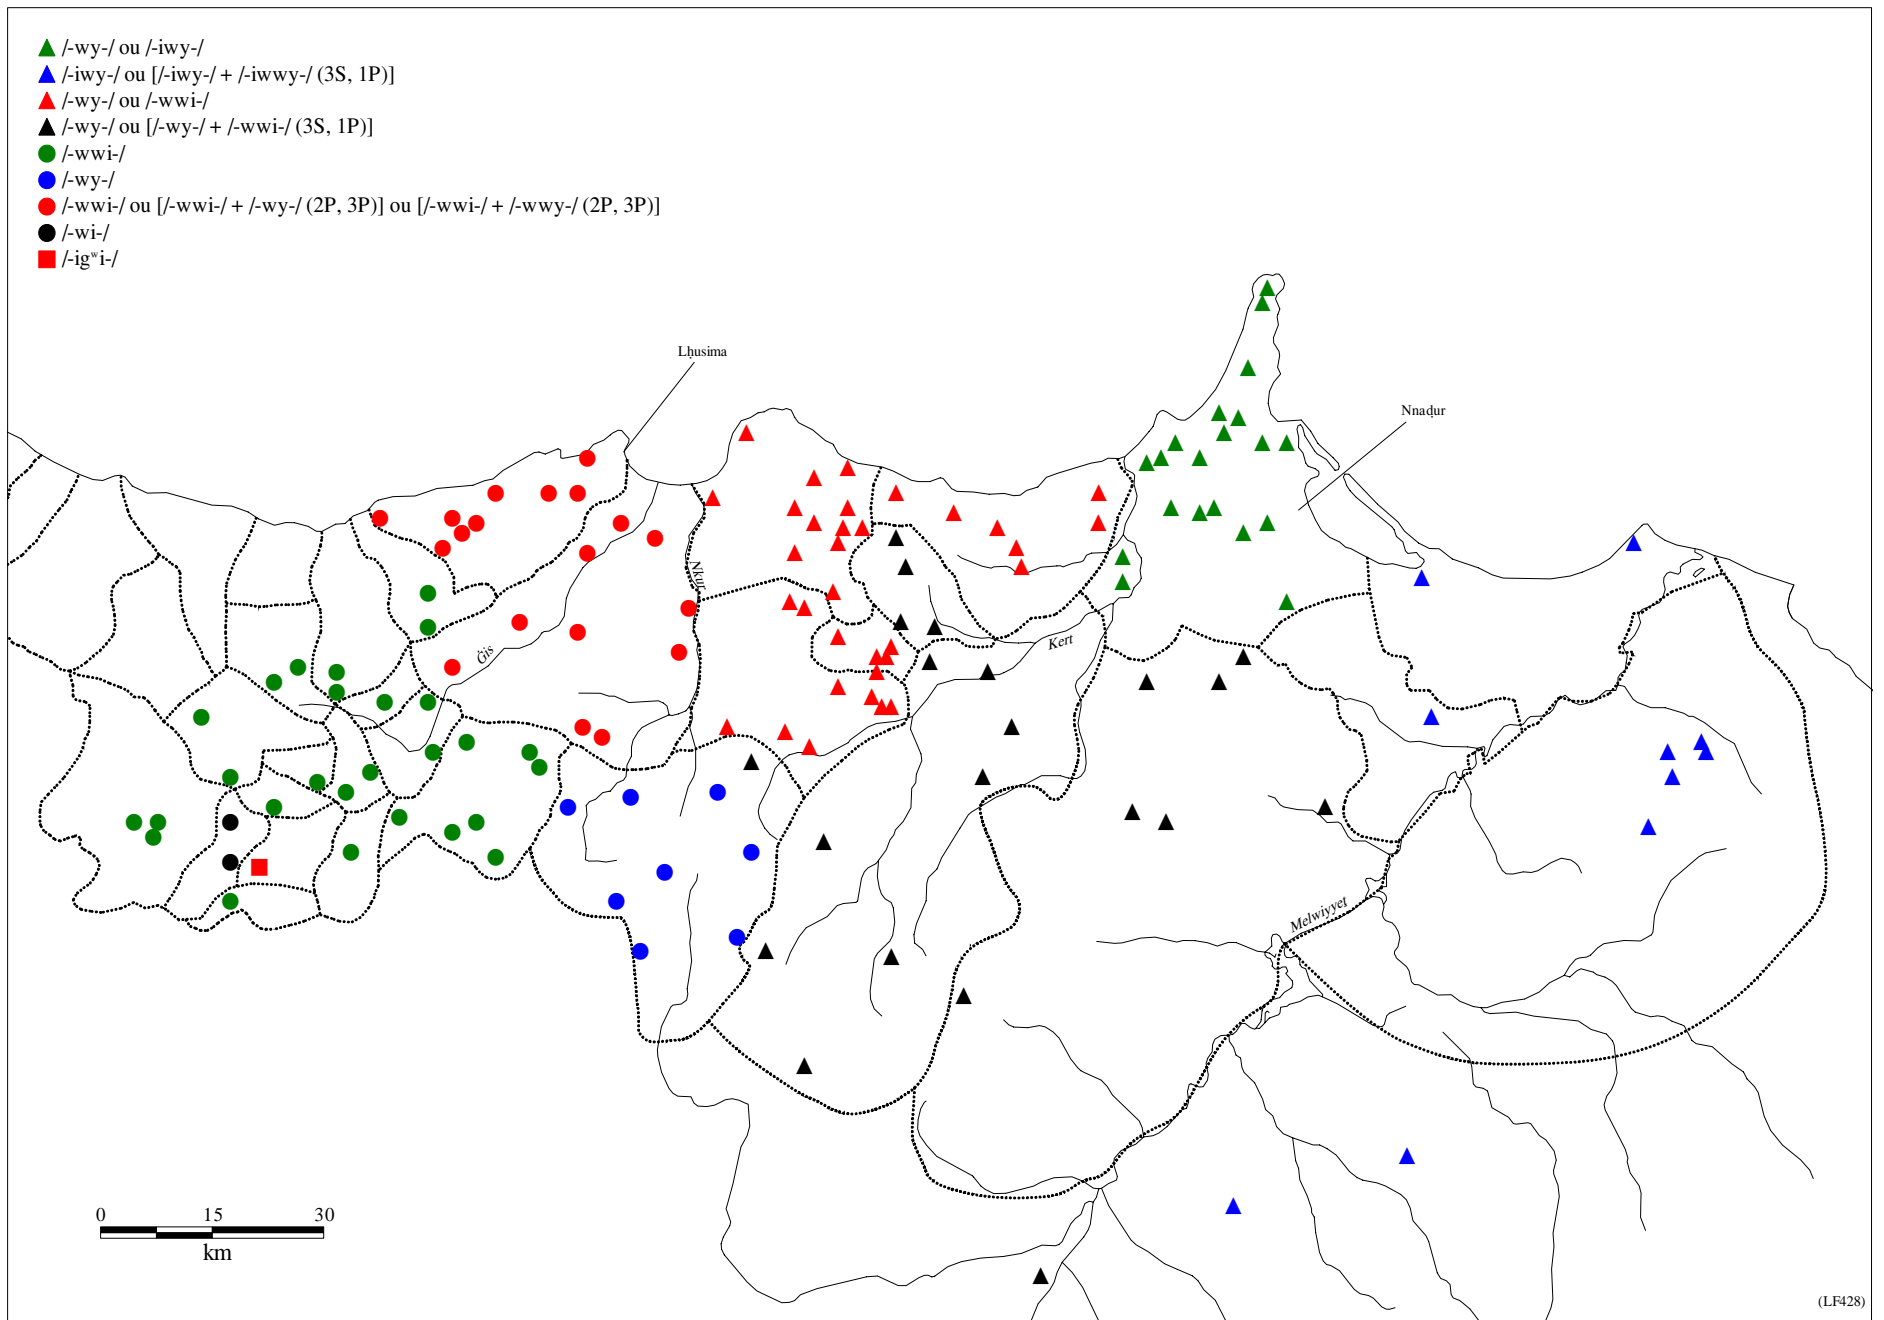 /-wy-/ ou /-iwy-/
/-iwy-/ ou [/-iwy-/ + /-iwwy-/ (3S, 1P)]
/-wy-/ ou /-wwi-/
/-wy-/ ou [/-wy-/ + /-wwi-/ (3S, 1P)]
/-wwi-/
/-wy-/
/-wwi-/ ou [/-wwi-/ + /-wy-/ (2P, 3P)] ou [/-wwi-/ + /-wwy-/ (2P, 3P)]
/-wi-/
/-igʷi-/
Lḥusima
Nnaḍur
Nkur
Kert
Ġis
Melwiyyet
0 15 30
km
(LF428)